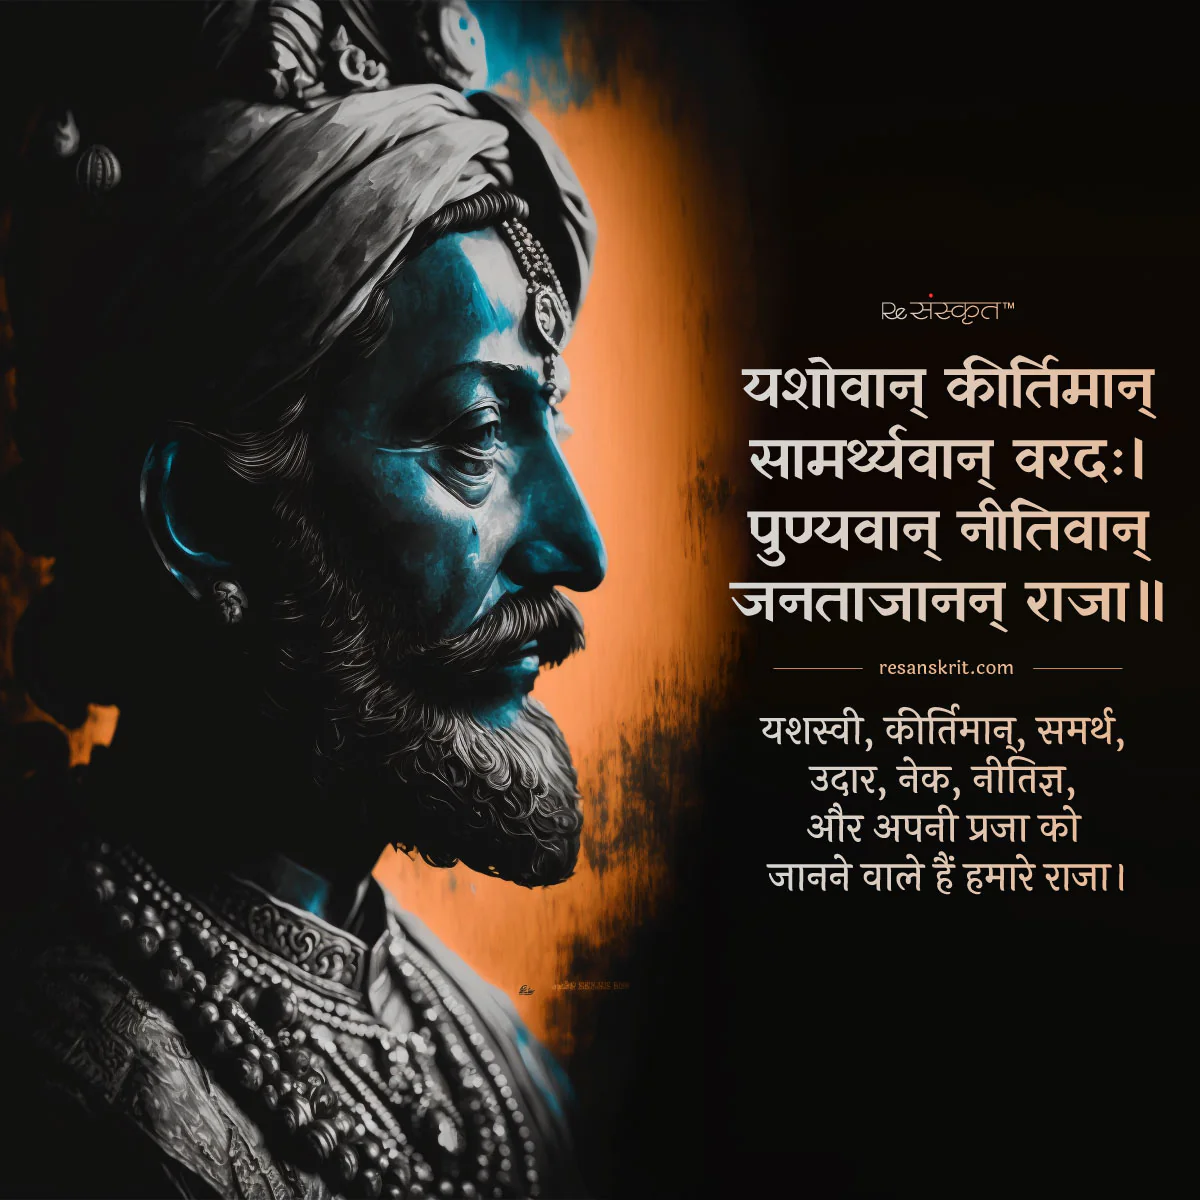 Re संस्कृत™
यशोवान् कीर्तिमान्
सामर्थ्यवान् वरदः।
पुण्यवान् नीतिवान्
जनताजानन् राजा॥
resanskrit.com
यशस्वी, कीर्तिमान्, समर्थ,
उदार, नेक, नीतिज्ञ,
और अपनी प्रजा को
जानने वाले हैं हमारे राजा।